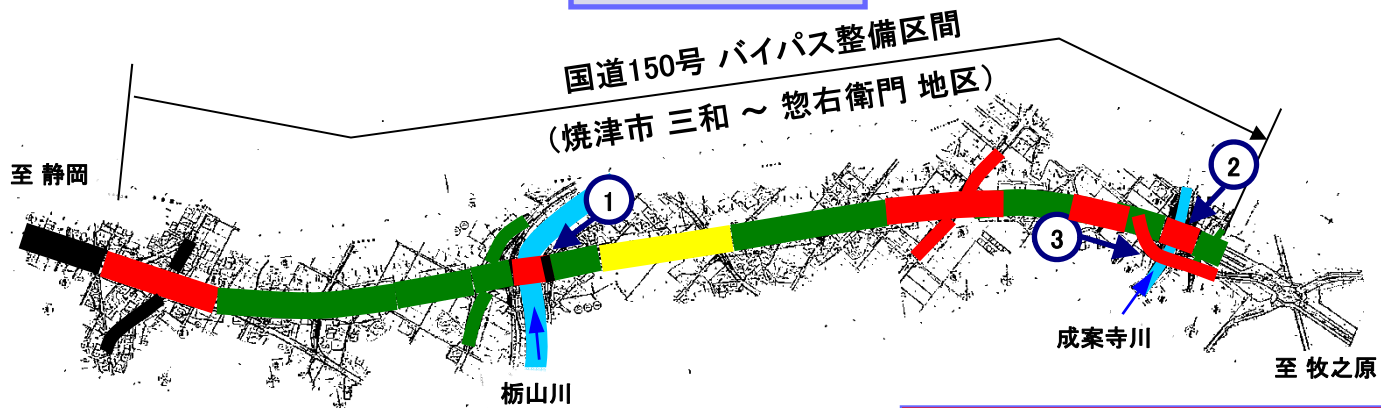 国道150号 バイパス整備区間
(焼津市 三和 ～ 惣右衛門 地区)
至 静岡
①
②
③
栃山川
成案寺川
至 牧之原